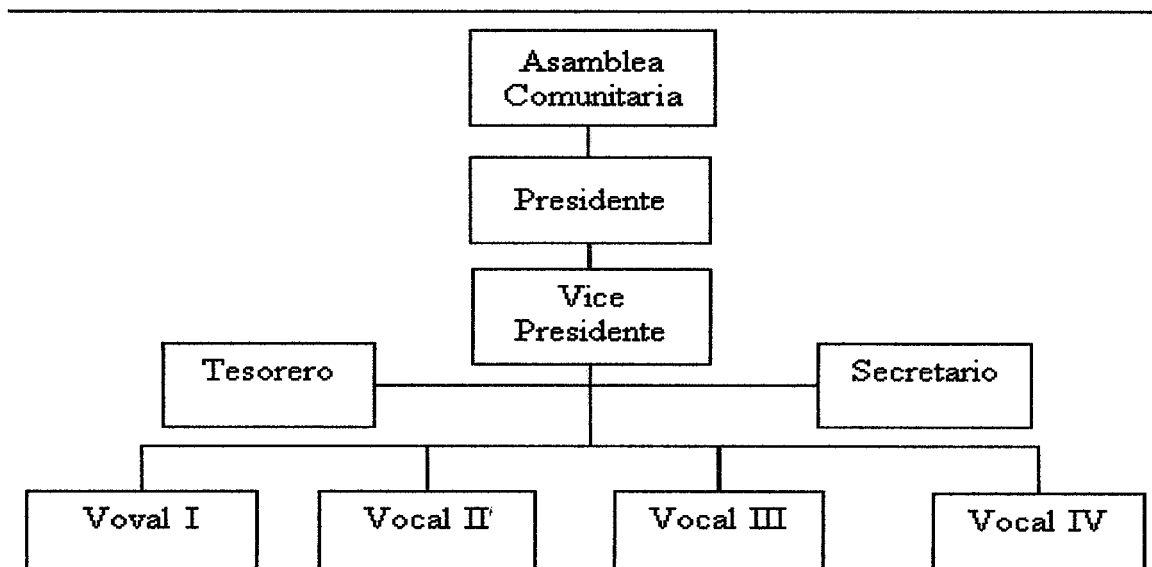 Asamblea
Comunitaria
Presidente
Vice
Presidente
Tesorero
Secretario
Voval I
Vocal II'
Vocal III
Vocal IV